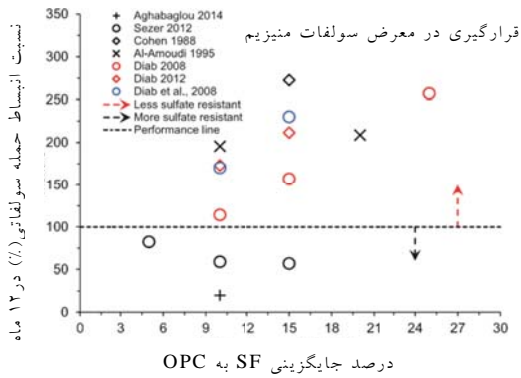 قرارگیری در معرض سولفات منیزیم
نسبت انبساط حمله سولفاتی(٪) در ۱۲ ماه
350
300
250
200
150
100
50
0
Aghabaglou 2014
Sezer 2012
Cohen 1988
Al-Amoudi 1995
Diab 2008
Diab 2012
Diab et al., 2008
Less sulfate resistant
More sulfate resistant
Performance line
0 3 6 9 12 15 18 21 24 27 30
درصد جایگزینی SF به OPC